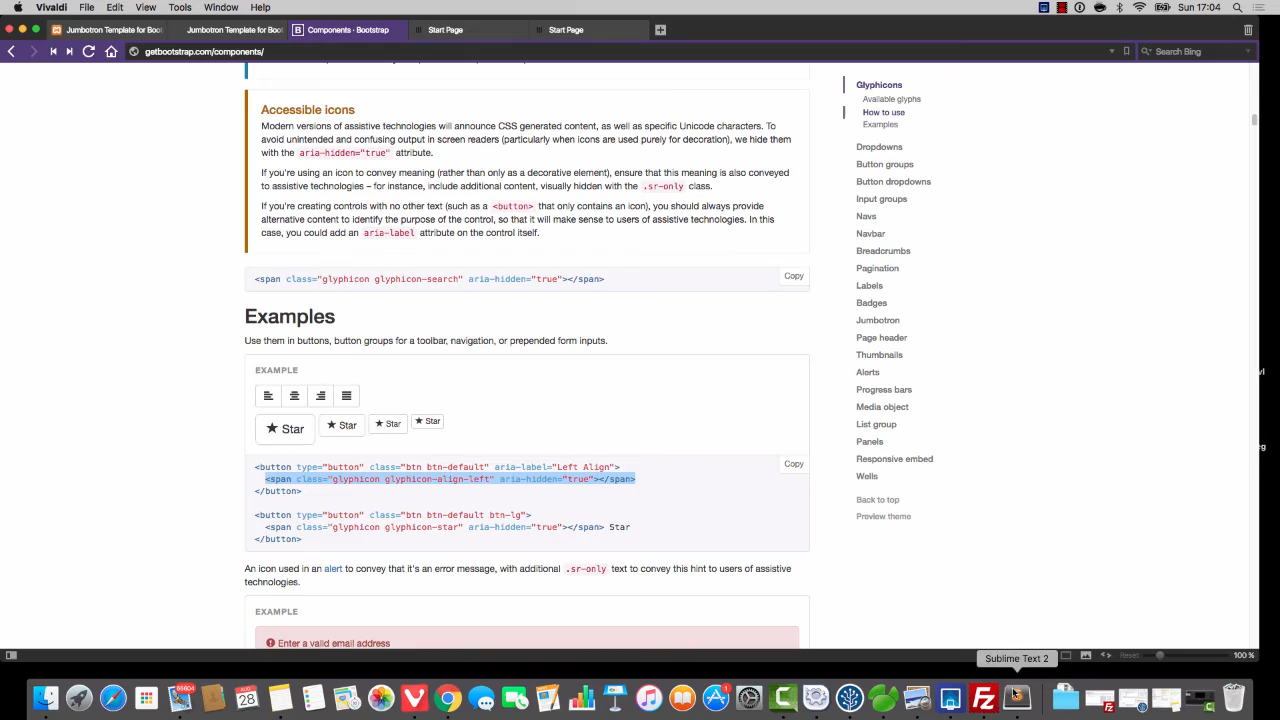 Vivaldi File Edit View Tools Window Help Sun 17:04
Jumbotron Template for Boo Jumbotron Template for Boo Components · Bootstrap Start Page Start Page
getbootstrap.com/components/ Search Bing
Accessible icons
Modern versions of assistive technologies will announce CSS generated content, as well as specific Unicode characters. To
avoid unintended and confusing output in screen readers (particularly when icons are used purely for decoration), we hide them
with the aria-hidden="true" attribute.
If you're using an icon to convey meaning (rather than only as a decorative element), ensure that this meaning is also conveyed
to assistive technologies – for instance, include additional content, visually hidden with the .sr-only class.
If you're creating controls with no other text (such as a <button> that only contains an icon), you should always provide
alternative content to identify the purpose of the control, so that it will make sense to users of assistive technologies. In this
case, you could add an aria-label attribute on the control itself.
<span class="glyphicon glyphicon-search" aria-hidden="true"></span>
Copy
Examples
Use them in buttons, button groups for a toolbar, navigation, or prepended form inputs.
EXAMPLE
Star Star Star Star
<button type="button" class="btn btn-default" aria-label="Left Align">
Copy
<span class="glyphicon glyphicon-align-left" aria-hidden="true"></span>
</button>
<button type="button" class="btn btn-default btn-lg">
<span class="glyphicon glyphicon-star" aria-hidden="true"></span> Star
</button>
An icon used in an alert to convey that it's an error message, with additional .sr-only text to convey this hint to users of assistive
technologies.
EXAMPLE
Enter a valid email address
Glyphicons
Available glyphs
How to use
Examples
Dropdowns
Button groups
Button dropdowns
Input groups
Navs
Navbar
Breadcrumbs
Pagination
Labels
Badges
Jumbotron
Page header
Thumbnails
Alerts
Progress bars
Media object
List group
Panels
Responsive embed
Wells
Back to top
Preview theme
Sublime Text 2
Reset 100 %
28